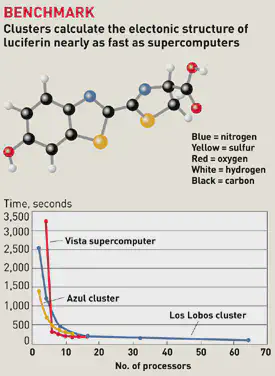 BENCHMARK
Clusters calculate the electonic structure of
luciferin nearly as fast as supercomputers
Blue = nitrogen
Yellow = sulfur
Red = oxygen
White = hydrogen
Black = carbon
Time, seconds
3,500
3,000
2,500
2,000
1,500
1,000
500
0
Vista supercomputer
Azul cluster
Los Lobos cluster
0 10 20 30 40 50 60 70
No. of processors